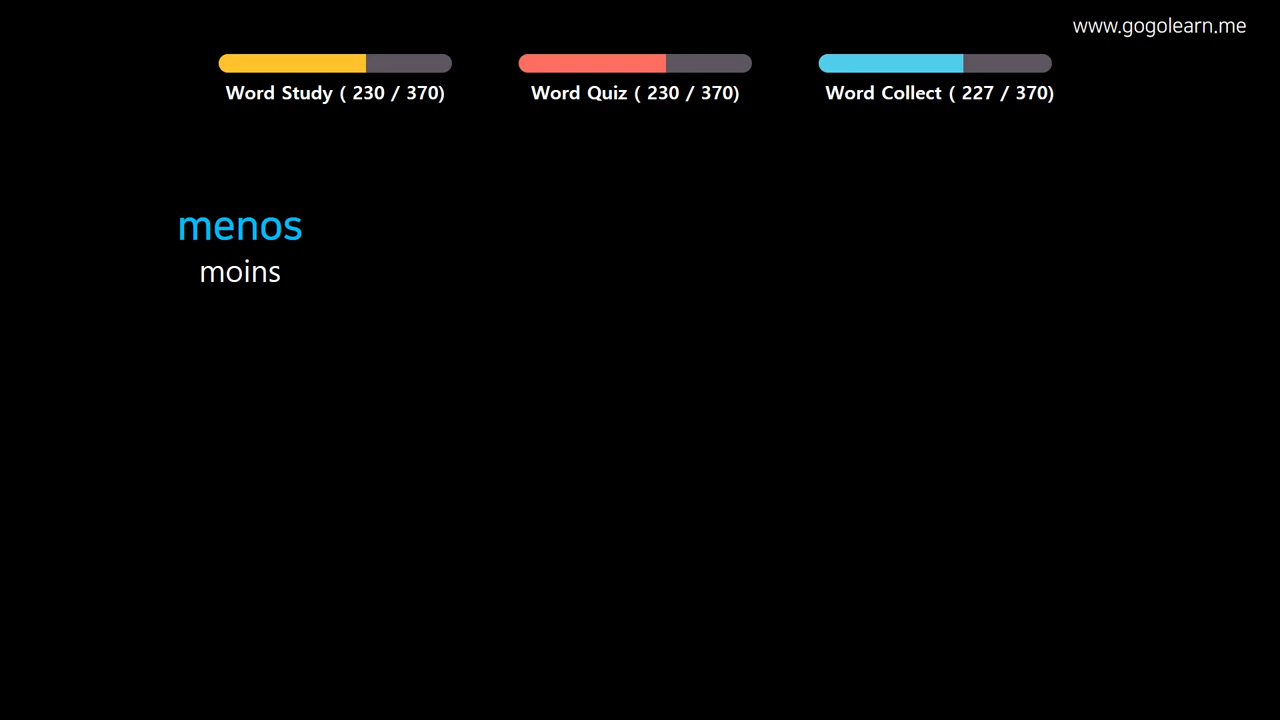 www.gogolearn.me
Word Study ( 230 / 370)
Word Quiz ( 230 / 370)
Word Collect ( 227 / 370)
menos
moins